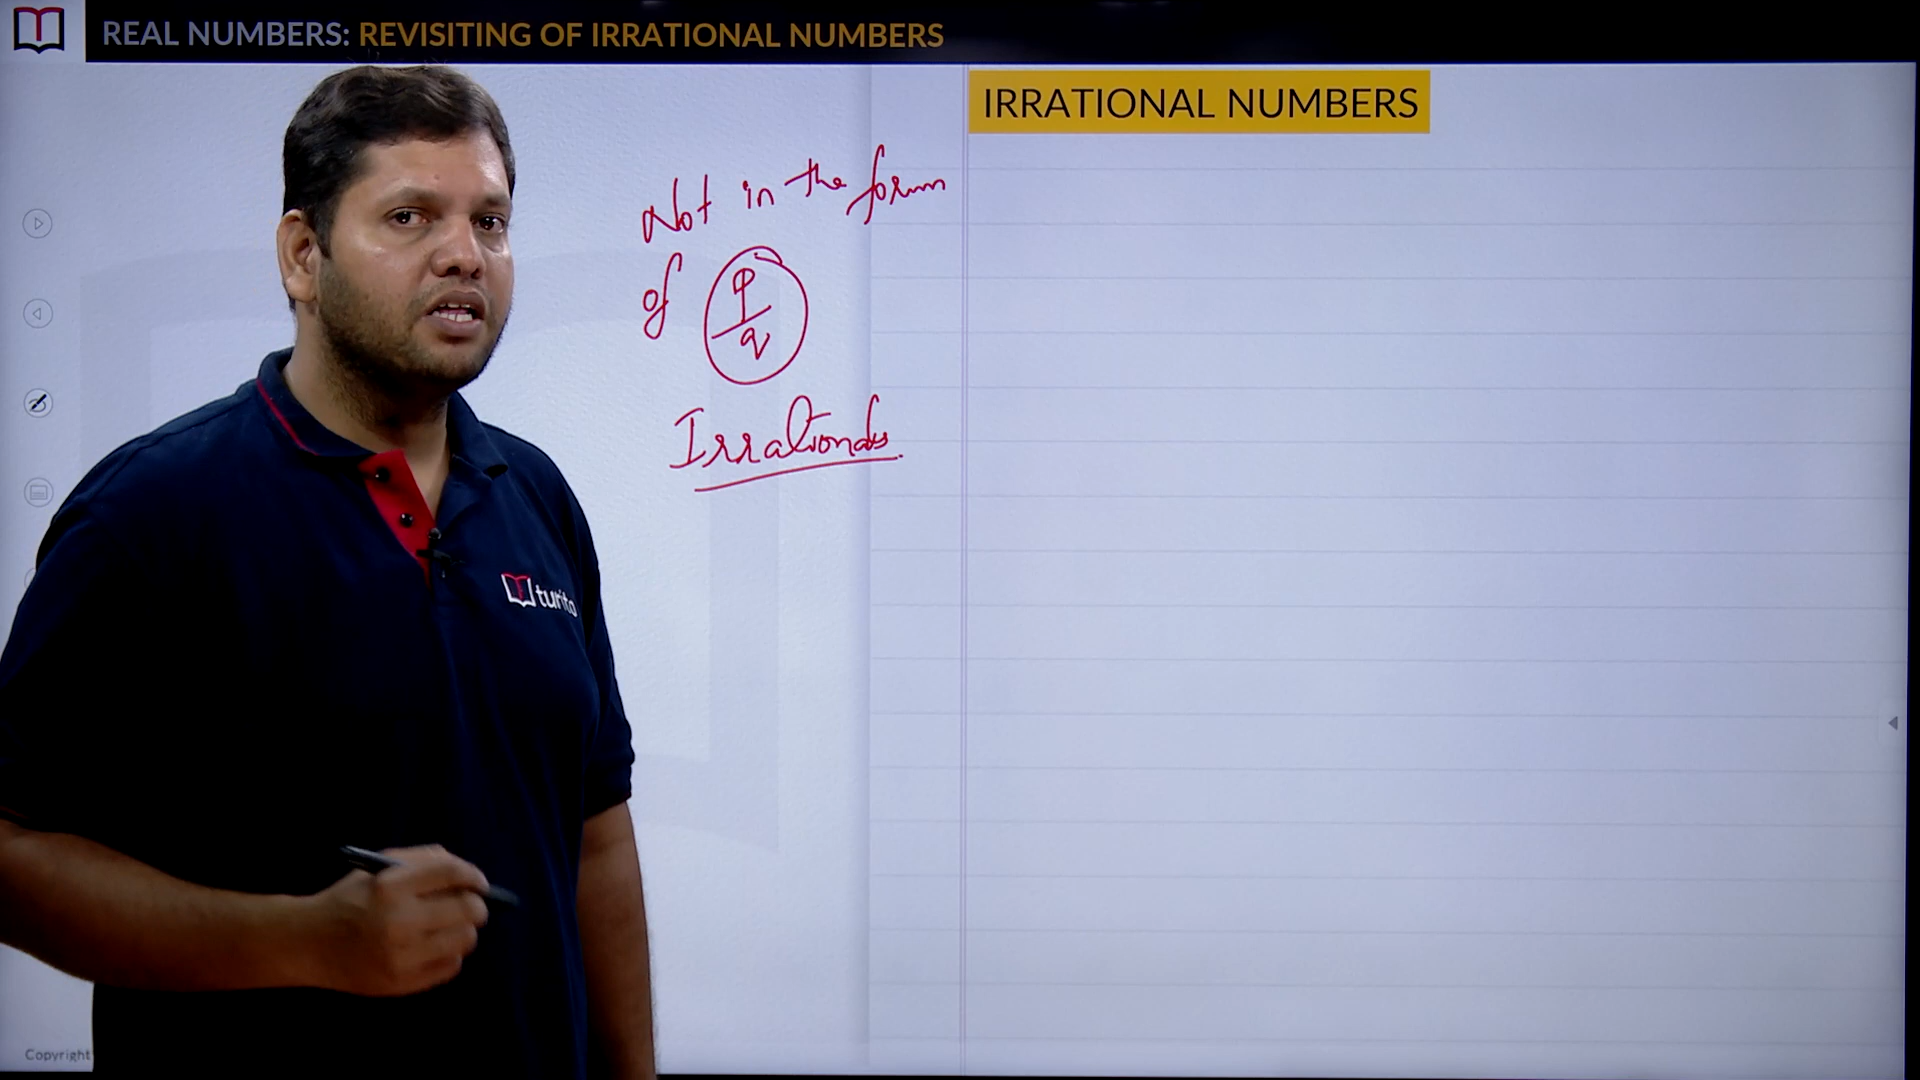 REAL NUMBERS: REVISITING OF IRRATIONAL NUMBERS
IRRATIONAL NUMBERS
Not in the form
of p/q
Irrationals
turito
Copyright